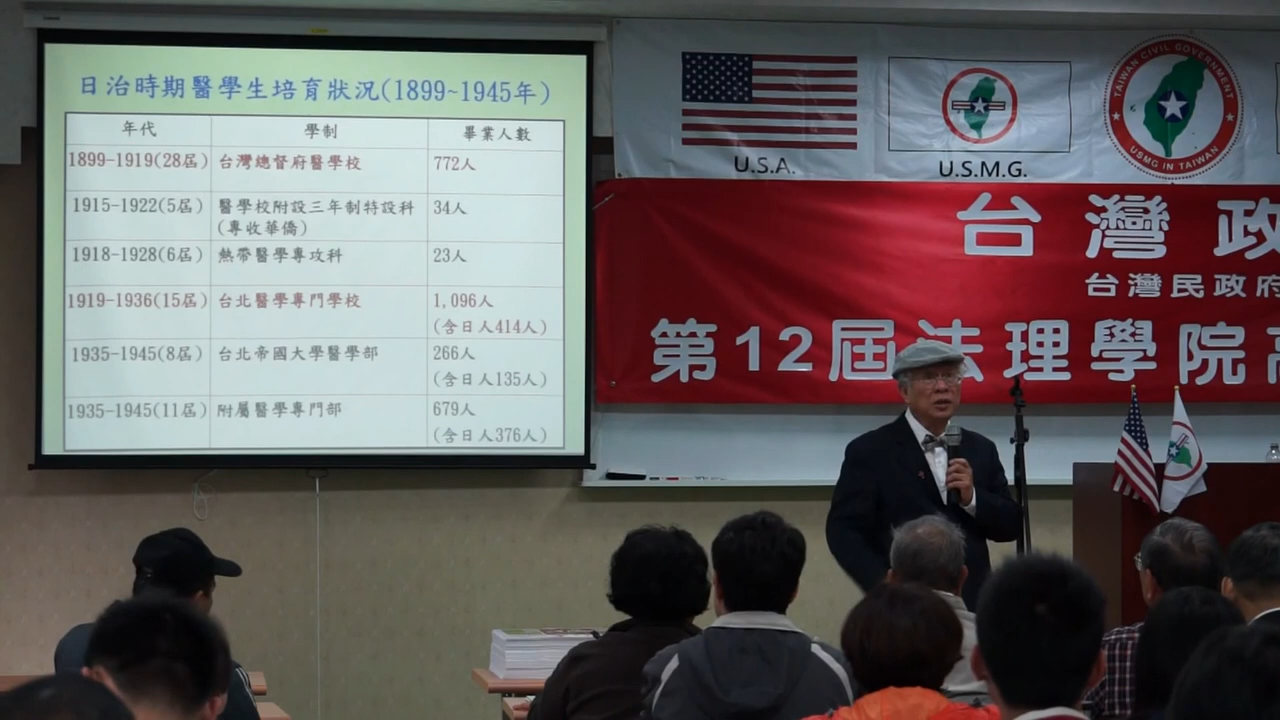 日治時期醫學生培育狀況(1899~1945年)
年代 學制 畢業人數
1899-1919(28屆) 台灣總督府醫學校 772人
1915-1922(5屆) 醫學校附設三年制特設科 34人
(專收華僑)
1918-1928(6屆) 熱帶醫學專攻科 23人
1919-1936(15屆) 台北醫學專門學校 1,096人
(含日人414人)
1935-1945(8屆) 台北帝國大學醫學部 266人
(含日人135人)
1935-1945(11屆) 附屬醫學專門部 679人
(含日人376人)
U.S.A.
U.S.M.G.
TAIWAN CIVIL GOVERNMENT
USMG IN TAIWAN
台灣政
台灣民政府
第12屆法理學院高